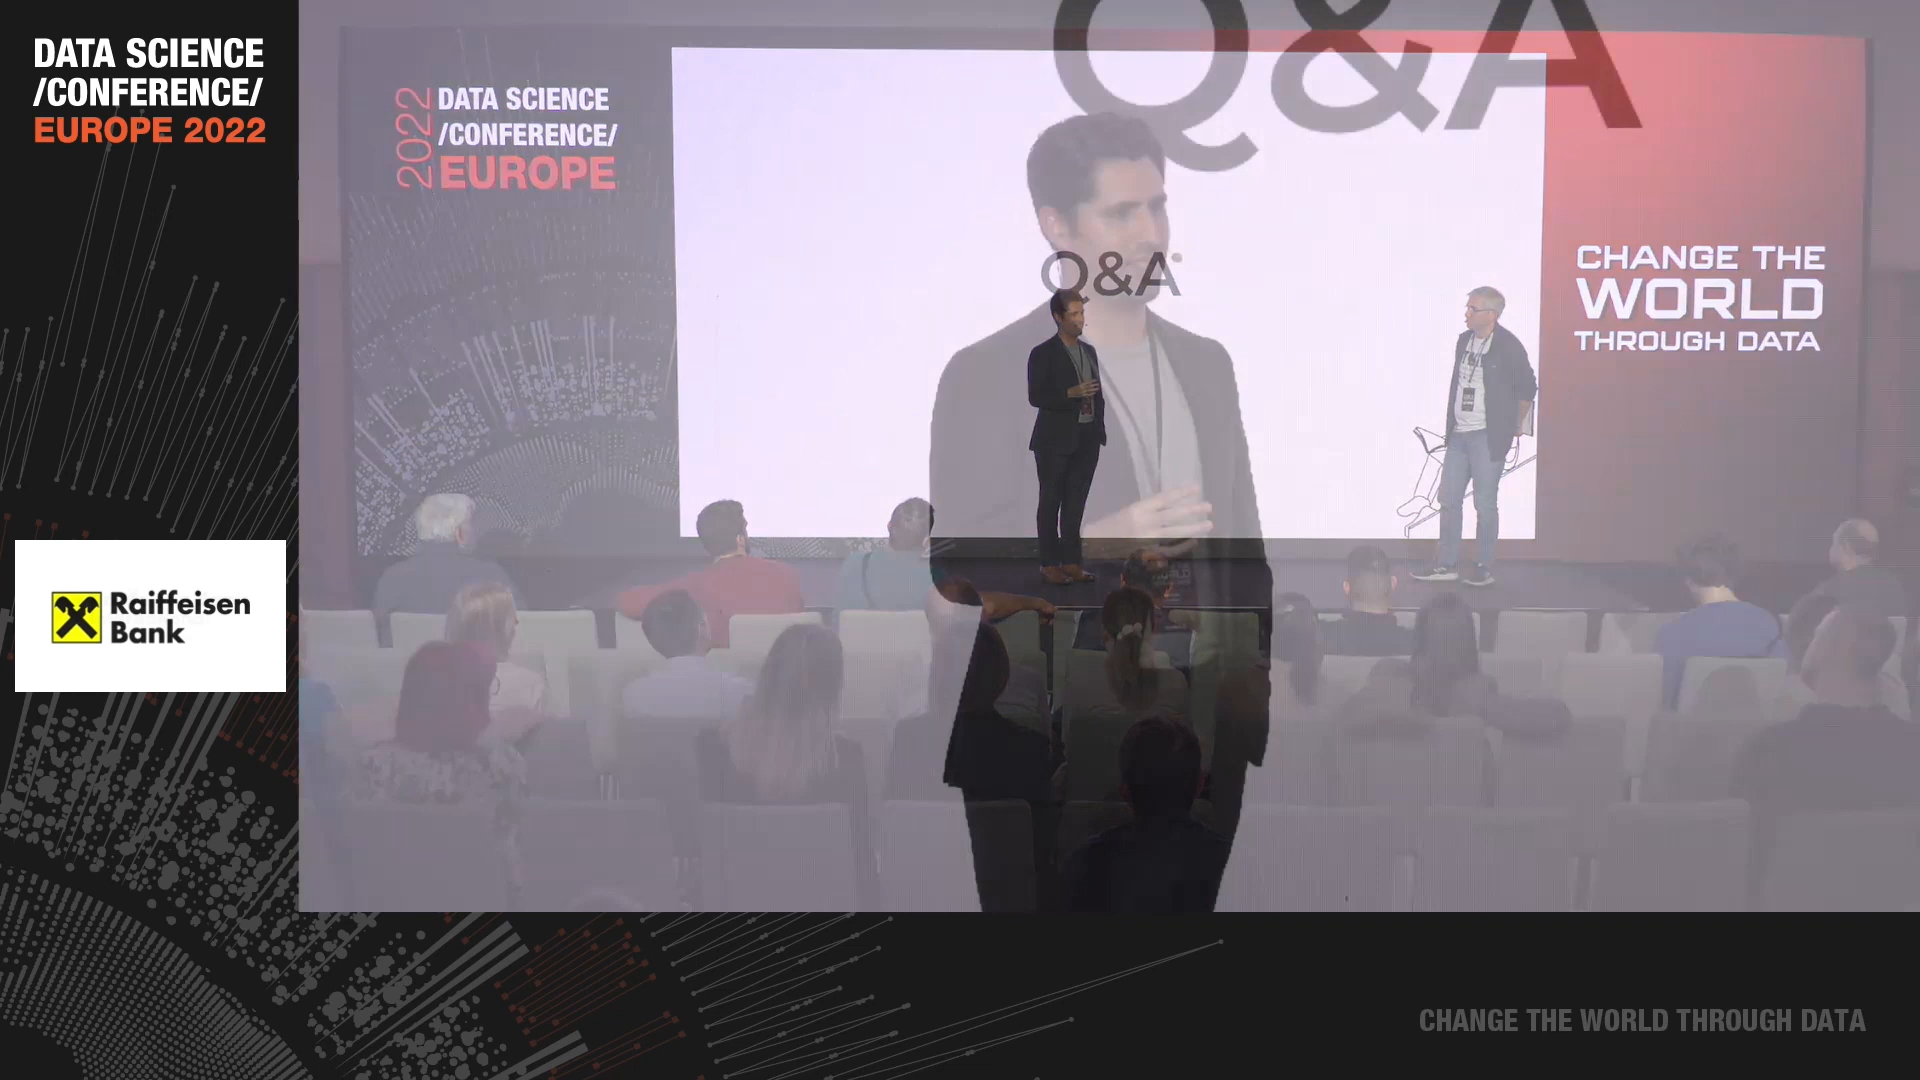 DATA SCIENCE
/CONFERENCE/
EUROPE 2022
2022
DATA SCIENCE
/CONFERENCE/
EUROPE
Q&A
Q&A
CHANGE THE
WORLD
THROUGH DATA
Raiffeisen
Bank
CHANGE THE WORLD THROUGH DATA